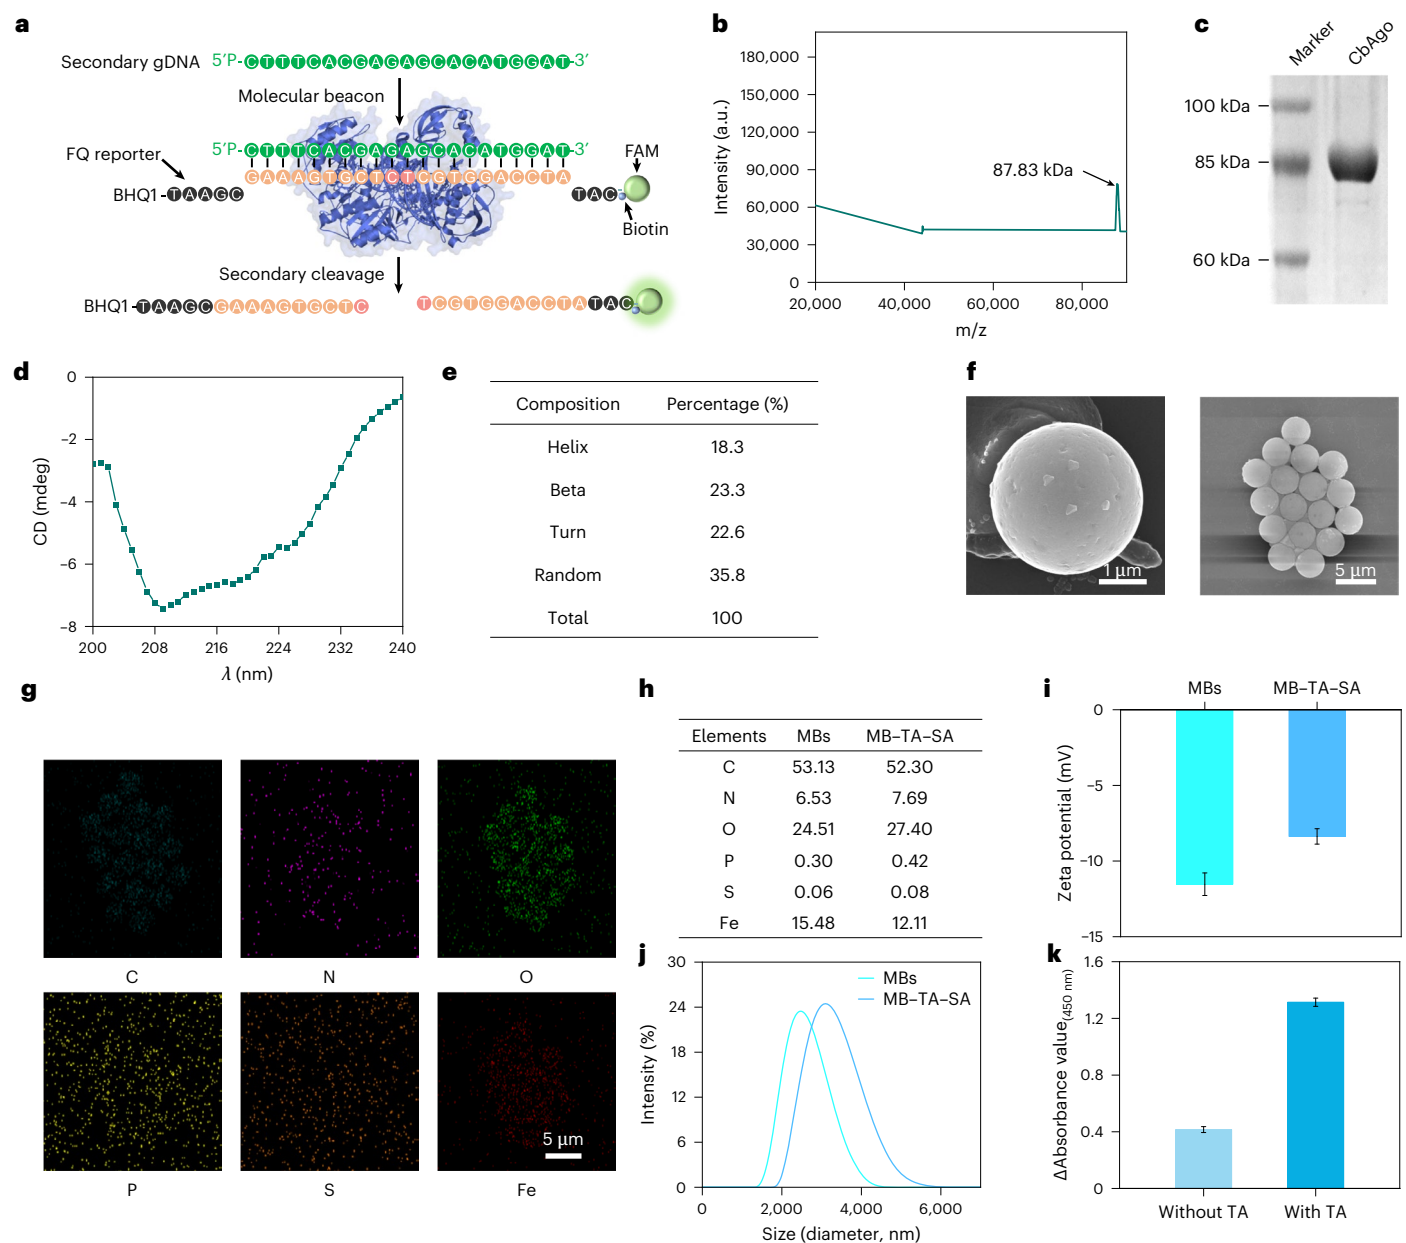 a
Secondary gDNA 5′P-CTTTCACGAGAGCACATGGAT-3′
Molecular beacon
5′P-CTTTCACGAGAGCACATGGAT-3′
FQ reporter
GAAAGTGCTCTCGTGGACCTA
FAM
BHQ1-TAAGC
TAC
Biotin
Secondary cleavage
BHQ1-TAAGCGAAAGTGCTC
TCGTGGACCTATAC
b
Intensity (a.u.)
180,000
150,000
120,000
90,000
60,000
30,000
0
87.83 kDa
20,000 40,000 60,000 80,000
m/z
c
Marker
CbAgo
100 kDa
85 kDa
60 kDa
d
CD (mdeg)
0
−2
−4
−6
−8
200 208 216 224 232 240
λ (nm)
e
Composition Percentage (%)
Helix 18.3
Beta 23.3
Turn 22.6
Random 35.8
Total 100
f
1 µm
5 µm
g
C N O
5 µm
P S Fe
h
Elements MBs MB–TA–SA
C 53.13 52.30
N 6.53 7.69
O 24.51 27.40
P 0.30 0.42
S 0.06 0.08
Fe 15.48 12.11
i
MBs MB–TA–SA
Zeta potential (mV)
0
−5
−10
−15
j
Intensity (%)
30
24
18
12
6
0
MBs
MB–TA–SA
0 2,000 4,000 6,000
Size (diameter, nm)
k
ΔAbsorbance value(450 nm)
1.6
1.2
0.8
0.4
0
Without TA With TA